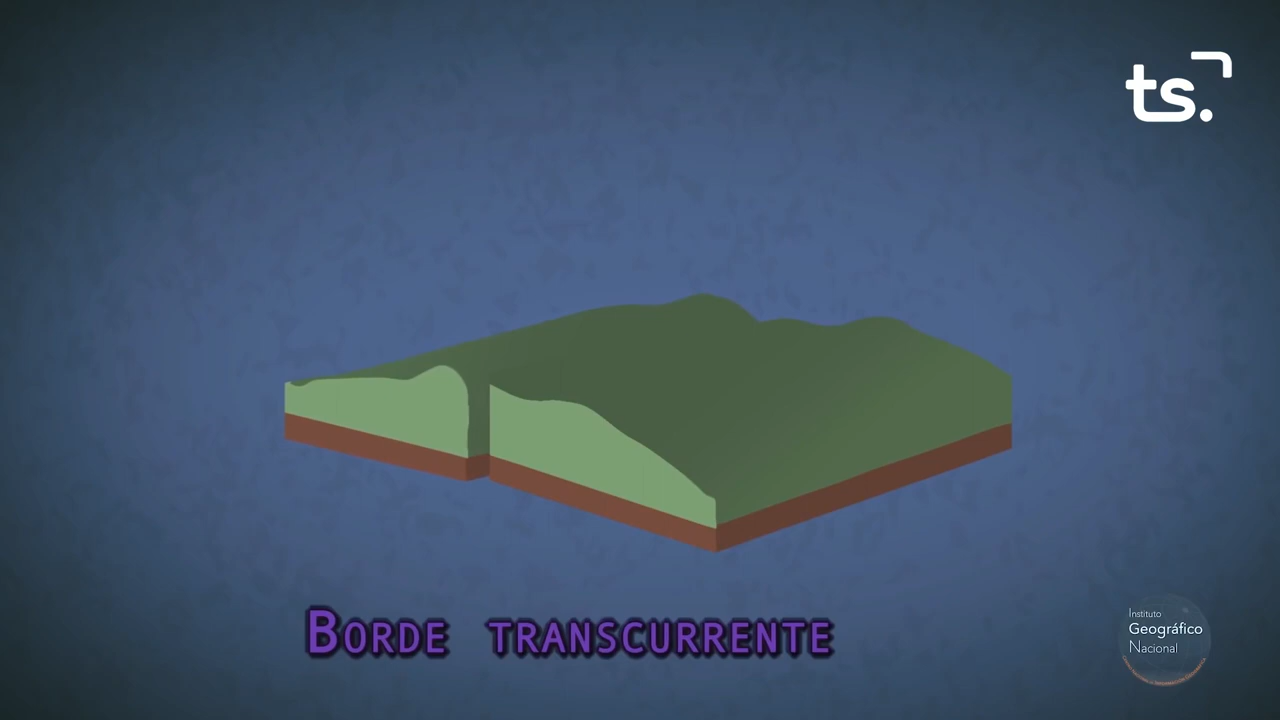 ts.
BORDE TRANSCURRENTE
Instituto
Geográfico
Nacional